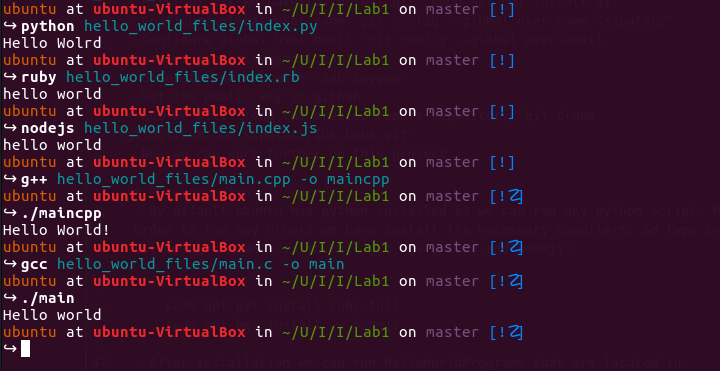 ubuntu at ubuntu-VirtualBox in ~/U/I/I/Lab1 on master [!]
↪ python hello_world_files/index.py
Hello Wolrd
ubuntu at ubuntu-VirtualBox in ~/U/I/I/Lab1 on master [!]
↪ ruby hello_world_files/index.rb
hello world
ubuntu at ubuntu-VirtualBox in ~/U/I/I/Lab1 on master [!]
↪ nodejs hello_world_files/index.js
hello world
ubuntu at ubuntu-VirtualBox in ~/U/I/I/Lab1 on master [!]
↪ g++ hello_world_files/main.cpp -o maincpp
ubuntu at ubuntu-VirtualBox in ~/U/I/I/Lab1 on master [!]
↪ ./maincpp
Hello World!
ubuntu at ubuntu-VirtualBox in ~/U/I/I/Lab1 on master [!]
↪ gcc hello_world_files/main.c -o main
ubuntu at ubuntu-VirtualBox in ~/U/I/I/Lab1 on master [!]
↪ ./main
Hello world
ubuntu at ubuntu-VirtualBox in ~/U/I/I/Lab1 on master [!]
↪